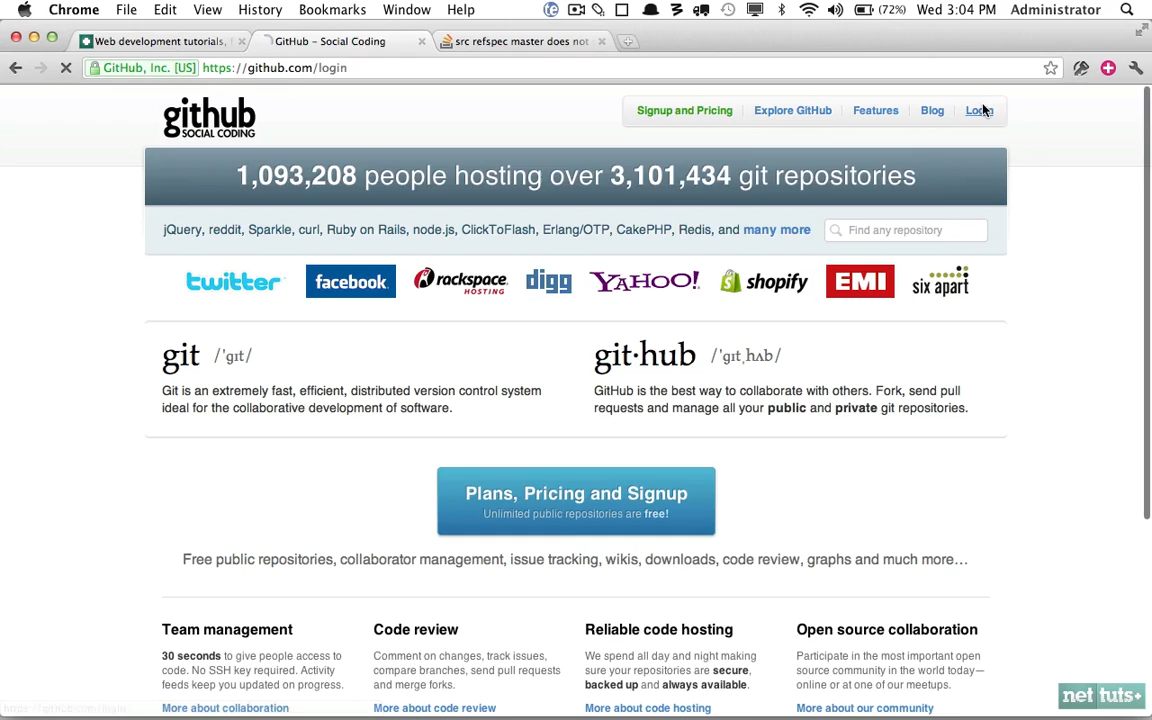 Chrome File Edit View History Bookmarks Window Help (72%) Wed 3:04 PM Administrator
Web development tutorials, f GitHub – Social Coding src refspec master does not
GitHub, Inc. [US] https://github.com/login
github
SOCIAL CODING
Signup and Pricing Explore GitHub Features Blog Login
1,093,208 people hosting over 3,101,434 git repositories
jQuery, reddit, Sparkle, curl, Ruby on Rails, node.js, ClickToFlash, Erlang/OTP, CakePHP, Redis, and many more Find any repository
twitter facebook rackspace HOSTING digg YAHOO! shopify EMI six apart
git /ˈgɪt/
Git is an extremely fast, efficient, distributed version control system
ideal for the collaborative development of software.
git·hub /ˈgɪtˌhʌb/
GitHub is the best way to collaborate with others. Fork, send pull
requests and manage all your public and private git repositories.
Plans, Pricing and Signup
Unlimited public repositories are free!
Free public repositories, collaborator management, issue tracking, wikis, downloads, code review, graphs and much more…
Team management
30 seconds to give people access to
code. No SSH key required. Activity
feeds keep you updated on progress.
More about collaboration
Code review
Comment on changes, track issues,
compare branches, send pull requests
and merge forks.
More about code review
Reliable code hosting
We spend all day and night making
sure your repositories are secure,
backed up and always available.
More about code hosting
Open source collaboration
Participate in the most important open
source community in the world today—
online or at one of our meetups.
More about our community
https://github.com/login
net tuts+